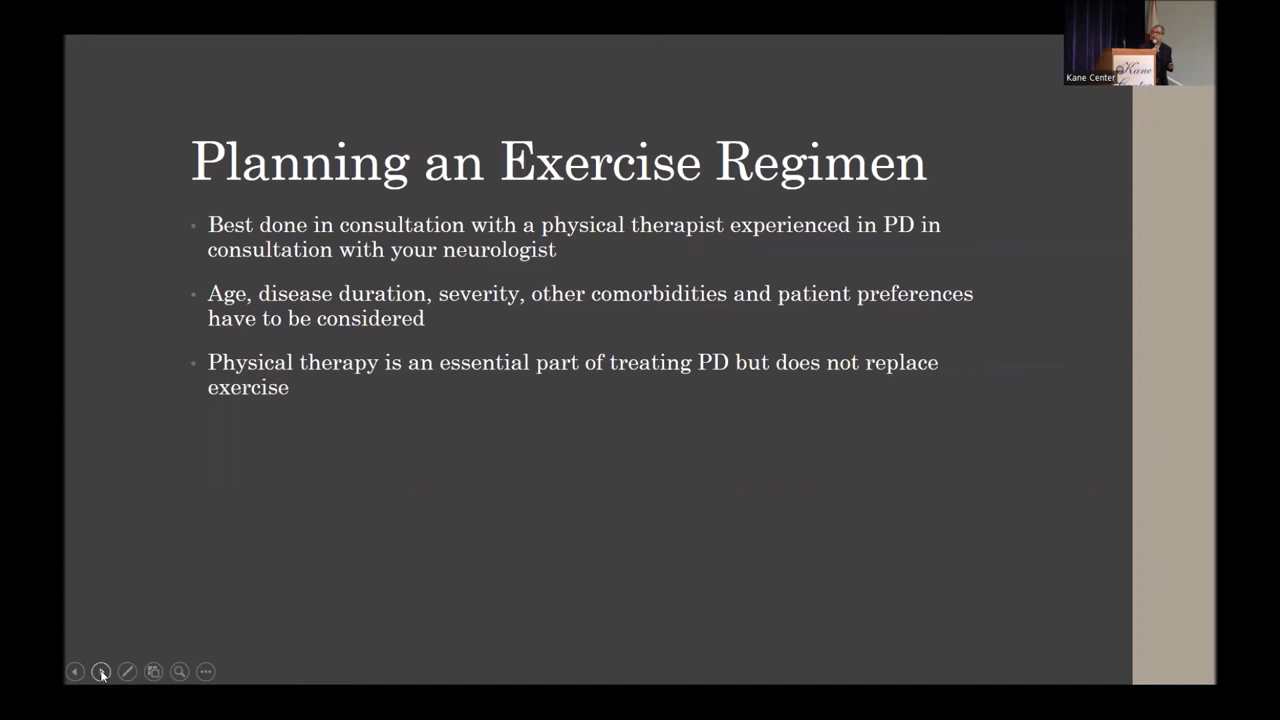 Kane
Kane Center
Planning an Exercise Regimen
Best done in consultation with a physical therapist experienced in PD in
consultation with your neurologist
Age, disease duration, severity, other comorbidities and patient preferences
have to be considered
Physical therapy is an essential part of treating PD but does not replace
exercise